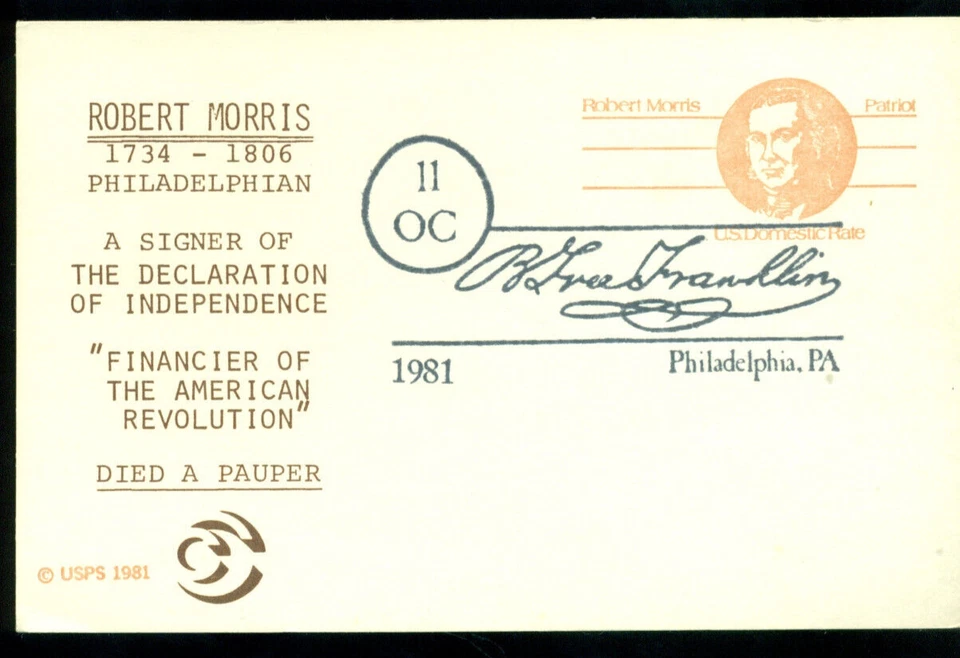 ROBERT MORRIS
1734 - 1806
PHILADELPHIAN
A SIGNER OF
THE DECLARATION
OF INDEPENDENCE
"FINANCIER OF
THE AMERICAN
REVOLUTION"
DIED A PAUPER
© USPS 1981
Robert Morris Patriot
U.S. Domestic Rate
11
OC
B Free Franklin
1981 Philadelphia, PA